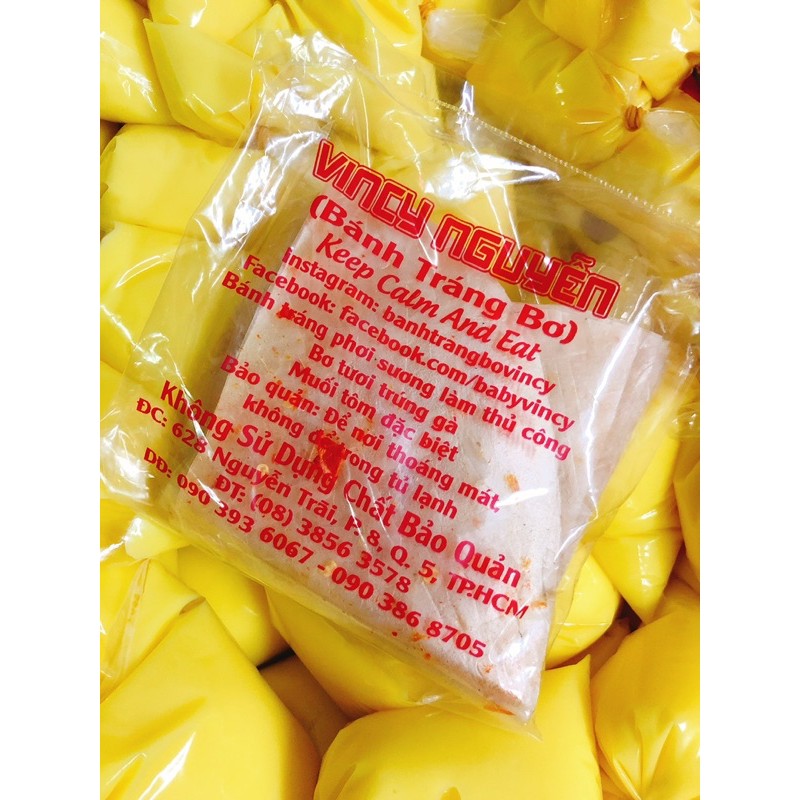 VINCY NGUYỄN
(Bánh Tráng Bơ)
Keep Calm And Eat
instagram: banhtrangbovincy
Facebook: facebook.com/babyvincy
Bánh tráng phơi sương làm thủ công
Bơ tươi trứng gà
Muối tôm đặc biệt
Bảo quản: Để nơi thoáng mát,
không để trong tủ lạnh
Không Sử Dụng Chất Bảo Quản
ĐC: 628 Nguyễn Trãi, P. 8, Q. 5, TP.HCM
ĐT: (08) 3856 3578
DĐ: 090 393 6067 - 090 386 8705